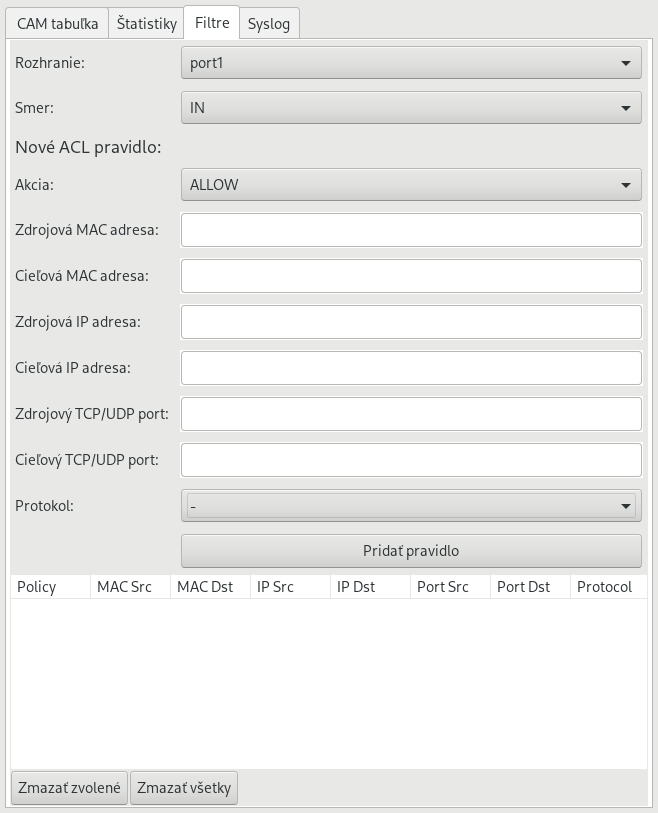 CAM tabuľka Štatistiky Filtre Syslog
Rozhranie: port1
Smer: IN
Nové ACL pravidlo:
Akcia: ALLOW
Zdrojová MAC adresa:
Cieľová MAC adresa:
Zdrojová IP adresa:
Cieľová IP adresa:
Zdrojový TCP/UDP port:
Cieľový TCP/UDP port:
Protokol: -
Pridať pravidlo
Policy MAC Src MAC Dst IP Src IP Dst Port Src Port Dst Protocol
Zmazať zvolené Zmazať všetky